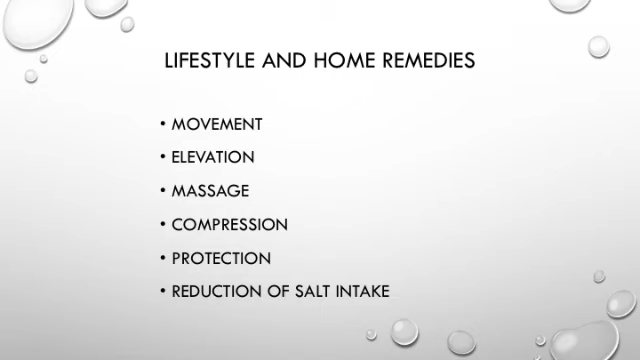 LIFESTYLE AND HOME REMEDIES
• MOVEMENT
• ELEVATION
• MASSAGE
• COMPRESSION
• PROTECTION
• REDUCTION OF SALT INTAKE